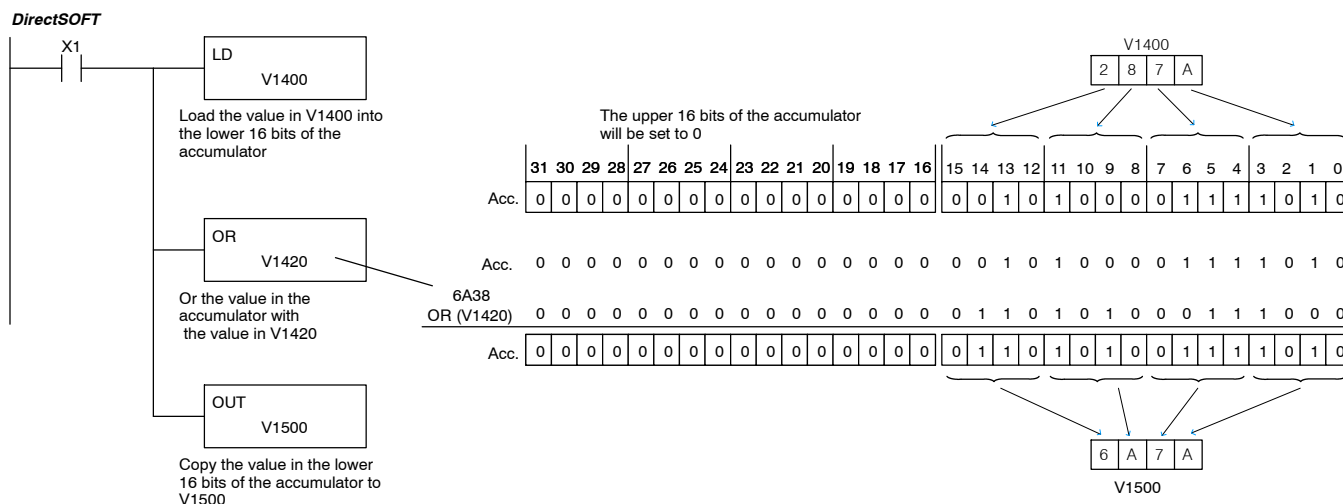 DirectSOFT
X1
LD
V1400
Load the value in V1400 into
the lower 16 bits of the
accumulator
OR
V1420
Or the value in the
accumulator with
the value in V1420
OUT
V1500
Copy the value in the lower
16 bits of the accumulator to
V1500
V1400
2 8 7 A
The upper 16 bits of the accumulator
will be set to 0
31 30 29 28 27 26 25 24 23 22 21 20 19 18 17 16 15 14 13 12 11 10 9 8 7 6 5 4 3 2 1 0
Acc. 0 0 0 0 0 0 0 0 0 0 0 0 0 0 0 0 0 0 1 0 1 0 0 0 0 1 1 1 1 0 1 0
Acc. 0 0 0 0 0 0 0 0 0 0 0 0 0 0 0 0 0 0 1 0 1 0 0 0 0 1 1 1 1 0 1 0
6A38
OR (V1420) 0 0 0 0 0 0 0 0 0 0 0 0 0 0 0 0 0 1 1 0 1 0 1 0 0 0 1 1 1 0 0 0
Acc. 0 0 0 0 0 0 0 0 0 0 0 0 0 0 0 0 0 1 1 0 1 0 1 0 0 1 1 1 1 0 1 0
6 A 7 A
V1500